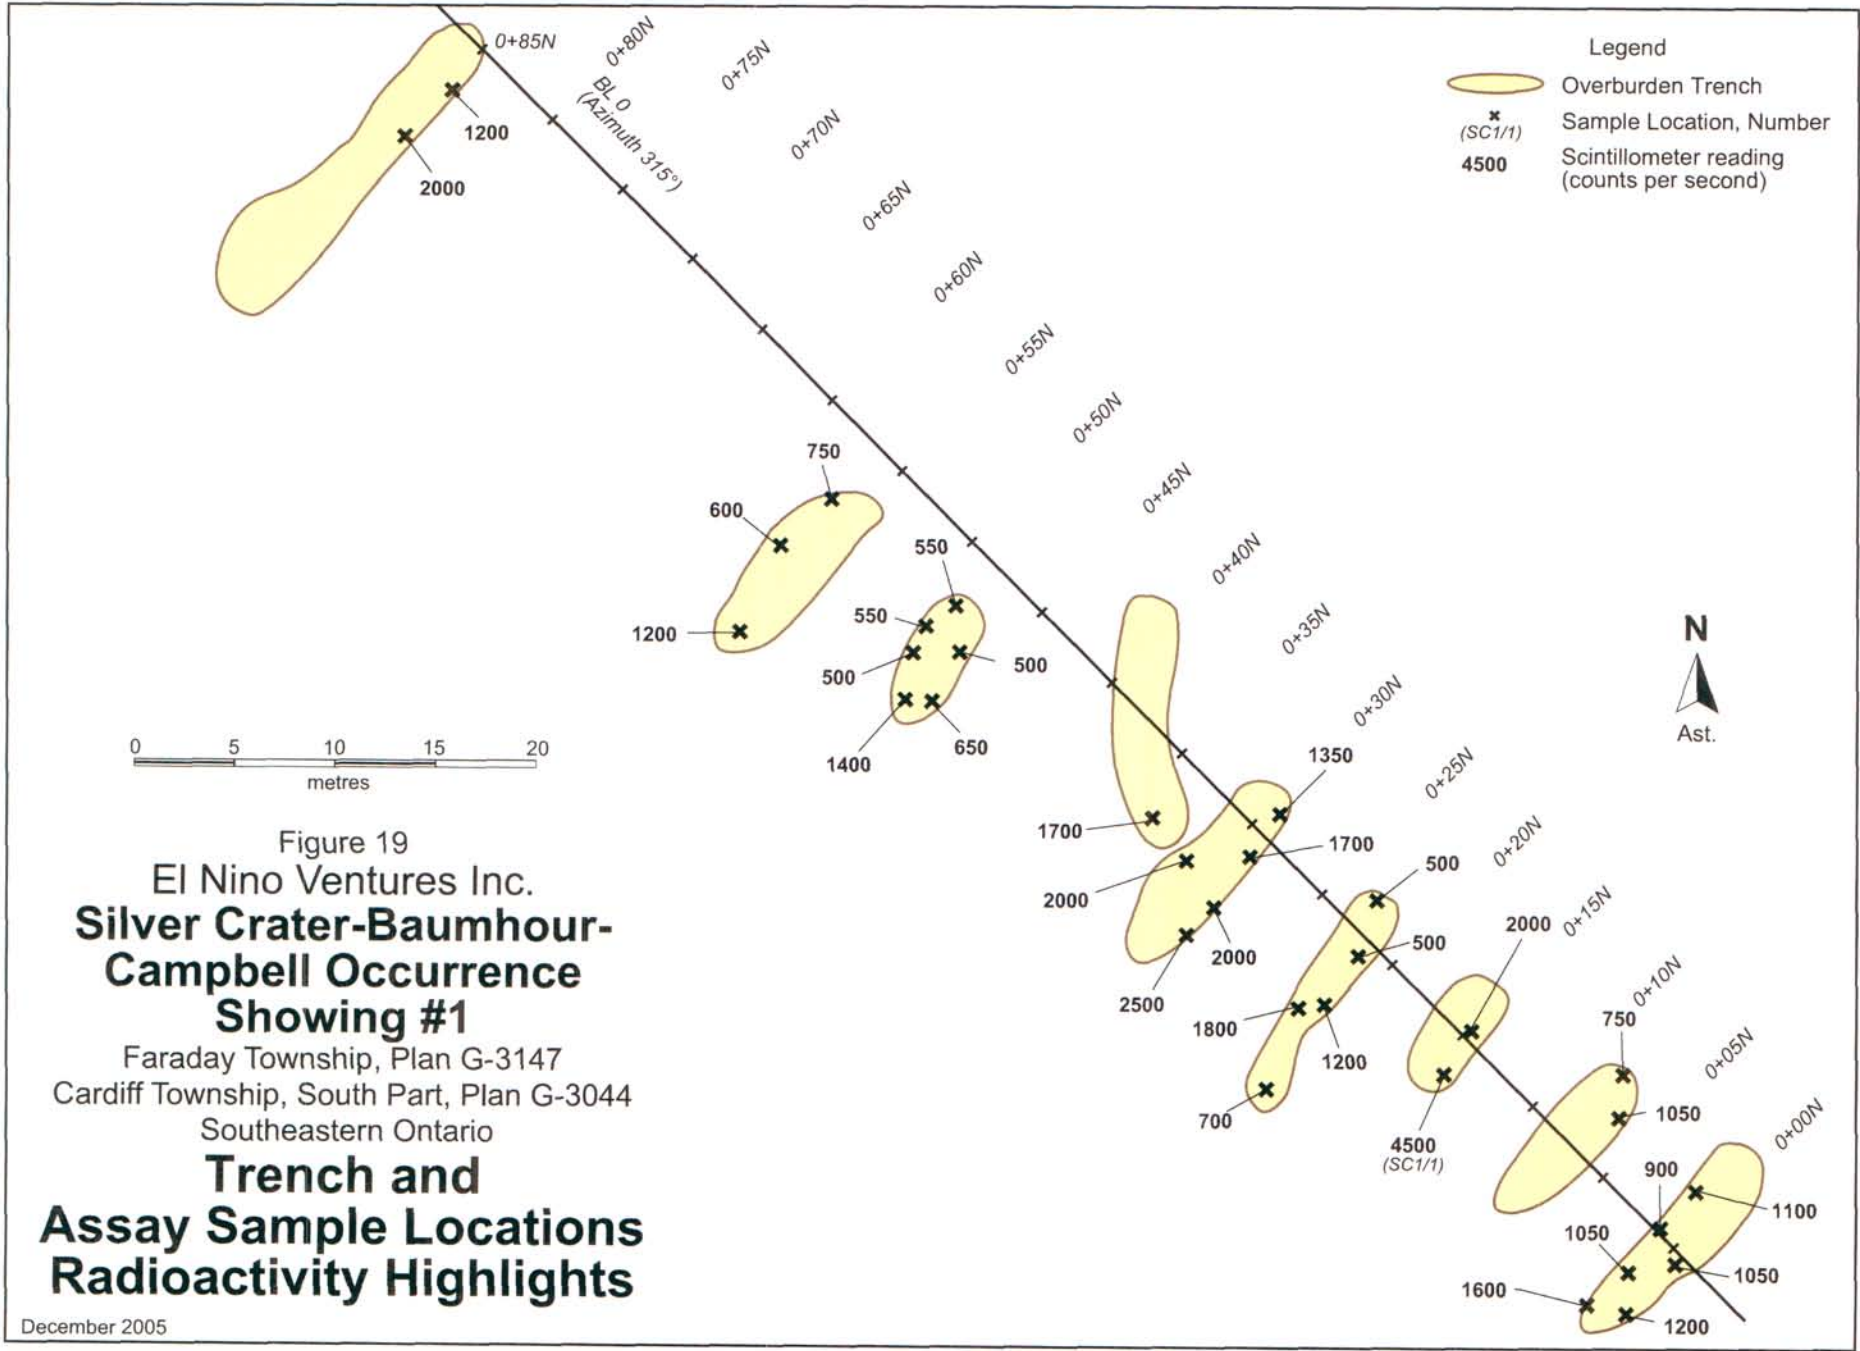 0+85N
0+80N
0+75N
BL 0
(Azimuth 315°)
0+70N
0+65N
0+60N
0+55N
0+50N
0+45N
0+40N
0+35N
0+30N
0+25N
0+20N
0+15N
0+10N
0+05N
0+00N
Legend
Overburden Trench
(SC1/1)
Sample Location, Number
4500
Scintillometer reading
(counts per second)
1200
2000
750
600
1200
550
550
500
500
1400
650
1700
1350
1700
2000
2000
2500
500
500
1800
1200
700
2000
4500
(SC1/1)
750
1050
900
1100
1050
1050
1600
1200
N
Ast.
0 5 10 15 20
metres
Figure 19
El Nino Ventures Inc.
Silver Crater-Baumhour-
Campbell Occurrence
Showing #1
Faraday Township, Plan G-3147
Cardiff Township, South Part, Plan G-3044
Southeastern Ontario
Trench and
Assay Sample Locations
Radioactivity Highlights
December 2005